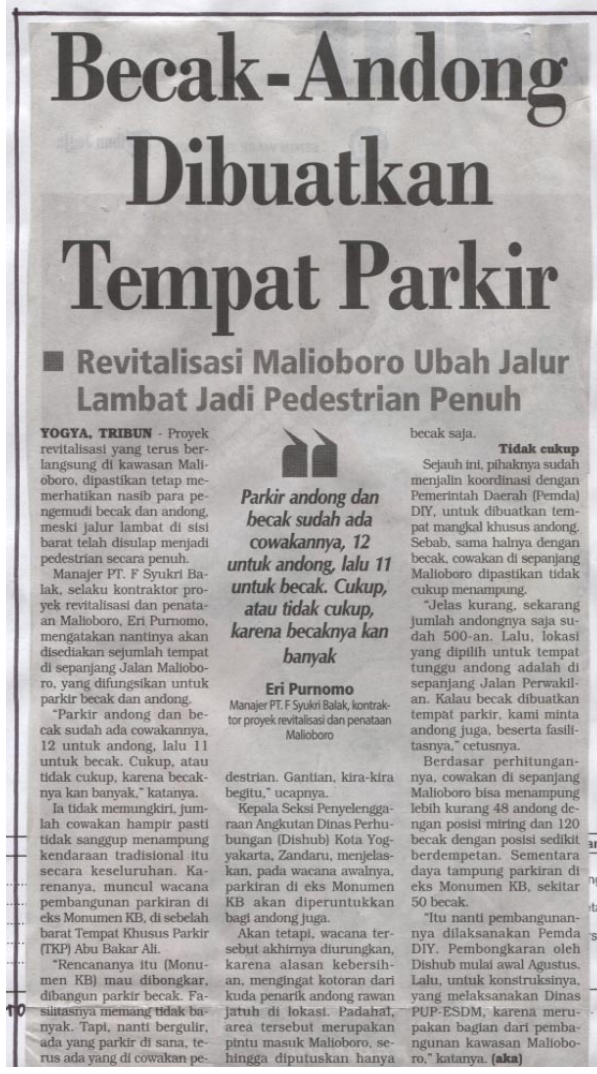 Becak-Andong
Dibuatkan
Tempat Parkir
■ Revitalisasi Malioboro Ubah Jalur
Lambat Jadi Pedestrian Penuh
YOGYA, TRIBUN - Proyek
revitalisasi yang terus ber-
langsung di kawasan Mali-
oboro, dipastikan tetap me-
merhatikan nasib para pe-
ngemudi becak dan andong,
meski jalur lambat di sisi
barat telah disulap menjadi
pedestrian secara penuh.
Manajer PT. F Syukri Ba-
lak, selaku kontraktor pro-
yek revitalisasi dan penata-
an Malioboro, Eri Purnomo,
mengatakan nantinya akan
disediakan sejumlah tempat
di sepanjang Jalan Maliobo-
ro, yang difungsikan untuk
parkir becak dan andong.
"Parkir andong dan be-
cak sudah ada cowakannya,
12 untuk andong, lalu 11
untuk becak. Cukup, atau
tidak cukup, karena becak-
nya kan banyak," katanya.
Ia tidak memungkiri, jum-
lah cowakan hampir pasti
tidak sanggup menampung
kendaraan tradisional itu
secara keseluruhan. Ka-
renanya, muncul wacana
pembangunan parkiran di
eks Monumen KB, di sebelah
barat Tempat Khusus Parkir
(TKP) Abu Bakar Ali.
"Rencananya itu (Monu-
men KB) mau dibongkar,
dibangun parkir becak. Fa-
silitasnya memang tidak ba-
nyak. Tapi, nanti bergulir,
ada yang parkir di sana, te-
rus ada yang di cowakan pe-
Parkir andong dan
becak sudah ada
cowakannya, 12
untuk andong, lalu 11
untuk becak. Cukup,
atau tidak cukup,
karena becaknya kan
banyak
Eri Purnomo
Manajer PT. F Syukri Balak, kontrak-
tor proyek revitalisasi dan penataan
Malioboro
destrian. Gantian, kira-kira
begitu," ucapnya.
Kepala Seksi Penyelengga-
raan Angkutan Dinas Perhu-
bungan (Dishub) Kota Yog-
yakarta, Zandaru, menjelas-
kan, pada wacana awalnya,
parkiran di eks Monumen
KB akan diperuntukkan
bagi andong juga.
Akan tetapi, wacana ter-
sebut akhirnya diurungkan,
karena alasan kebersih-
an, mengingat kotoran dari
kuda penarik andong rawan
jatuh di lokasi. Padahal,
area tersebut merupakan
pintu masuk Malioboro, se-
hingga diputuskan hanya
becak saja.
Tidak cukup
Sejauh ini, pihaknya sudah
menjalin koordinasi dengan
Pemerintah Daerah (Pemda)
DIY, untuk dibuatkan tem-
pat mangkal khusus andong.
Sebab, sama halnya dengan
becak, cowakan di sepanjang
Malioboro dipastikan tidak
cukup menampung.
"Jelas kurang, sekarang
jumlah andongnya saja su-
dah 500-an. Lalu, lokasi
yang dipilih untuk tempat
tunggu andong adalah di
sepanjang Jalan Perwakil-
an. Kalau becak dibuatkan
tempat parkir, kami minta
andong juga, beserta fasili-
tasnya," cetusnya.
Berdasar perhitungan-
nya, cowakan di sepanjang
Malioboro bisa menampung
lebih kurang 48 andong de-
ngan posisi miring dan 120
becak dengan posisi sedikit
berdempetan. Sementara
daya tampung parkiran di
eks Monumen KB, sekitar
50 becak.
"Itu nanti pembangunan-
nya dilaksanakan Pemda
DIY. Pembongkaran oleh
Dishub mulai awal Agustus.
Lalu, untuk konstruksinya,
yang melaksanakan Dinas
PUP-ESDM, karena meru-
pakan bagian dari pemba-
ngunan kawasan Maliobo-
ro," katanya. (aka)